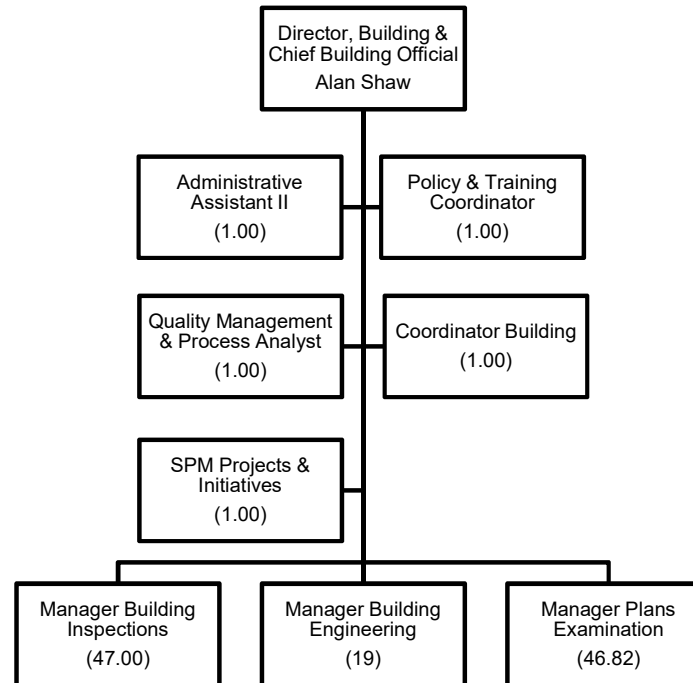 Director, Building &
Chief Building Official
Alan Shaw
Administrative
Assistant II
(1.00)
Policy & Training
Coordinator
(1.00)
Quality Management
& Process Analyst
(1.00)
Coordinator Building
(1.00)
SPM Projects &
Initiatives
(1.00)
Manager Building
Inspections
(47.00)
Manager Building
Engineering
(19)
Manager Plans
Examination
(46.82)